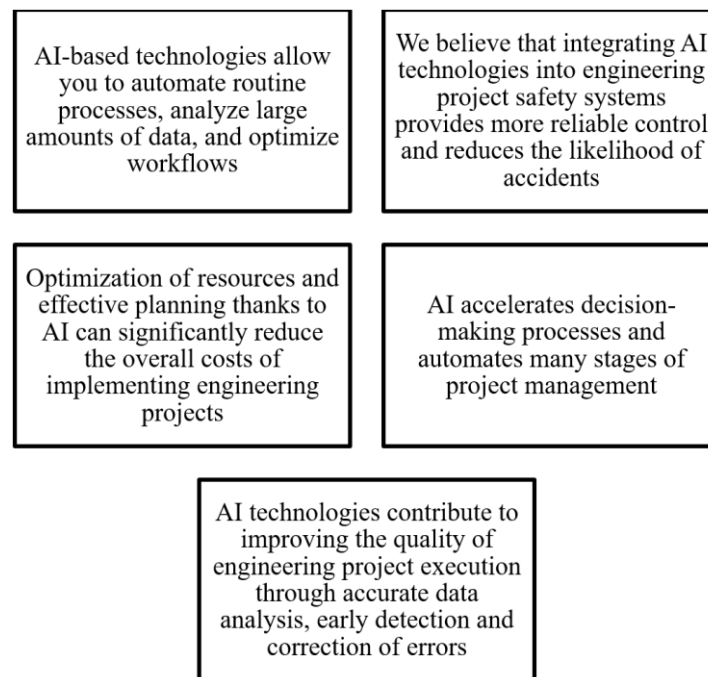 AI-based technologies allow
you to automate routine
processes, analyze large
amounts of data, and optimize
workflows
We believe that integrating AI
technologies into engineering
project safety systems
provides more reliable control
and reduces the likelihood of
accidents
Optimization of resources and
effective planning thanks to
AI can significantly reduce
the overall costs of
implementing engineering
projects
AI accelerates decision-
making processes and
automates many stages of
project management
AI technologies contribute to
improving the quality of
engineering project execution
through accurate data
analysis, early detection and
correction of errors